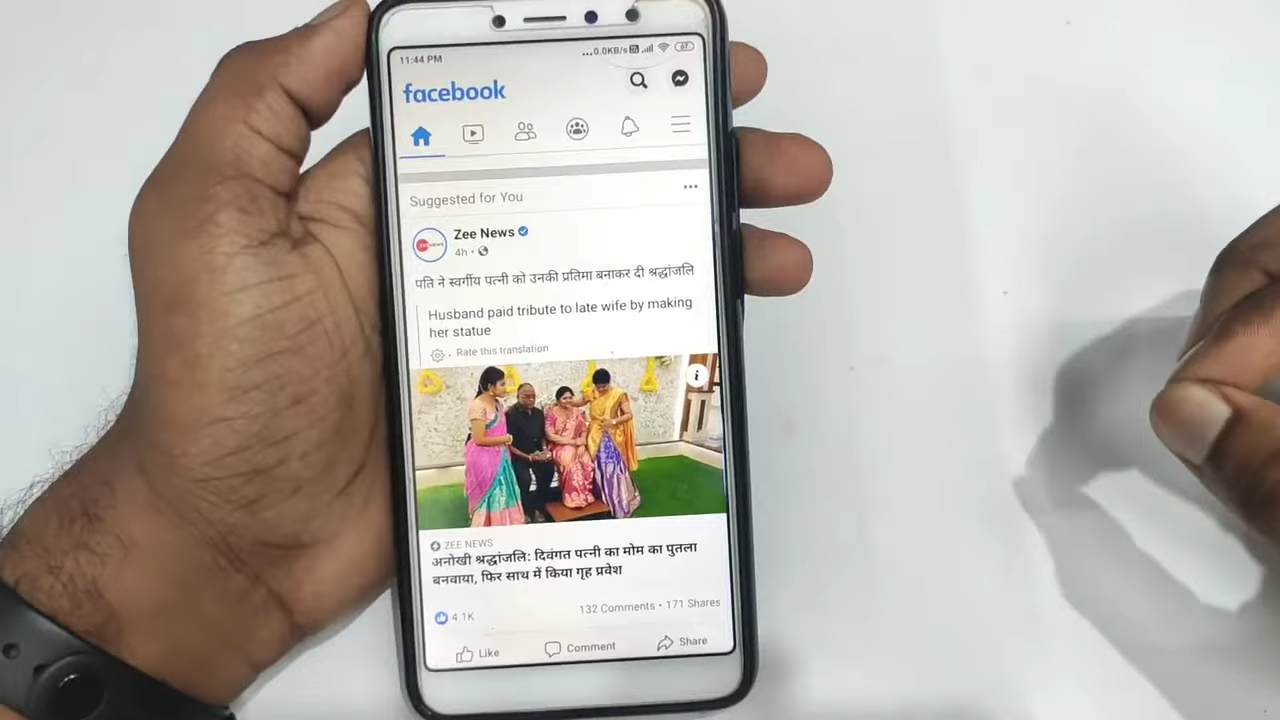 11:44 PM
...0.0KB/s
67
facebook
Suggested for You
Zee News
4h
पति ने स्वर्गीय पत्नी को उनकी प्रतिमा बनाकर दी श्रद्धांजलि
Husband paid tribute to late wife by making
her statue
Rate this translation
ZEE NEWS
अनोखी श्रद्धांजलि: दिवंगत पत्नी का मोम का पुतला
बनवाया, फिर साथ में किया गृह प्रवेश
4.1K
132 Comments • 171 Shares
Like
Comment
Share